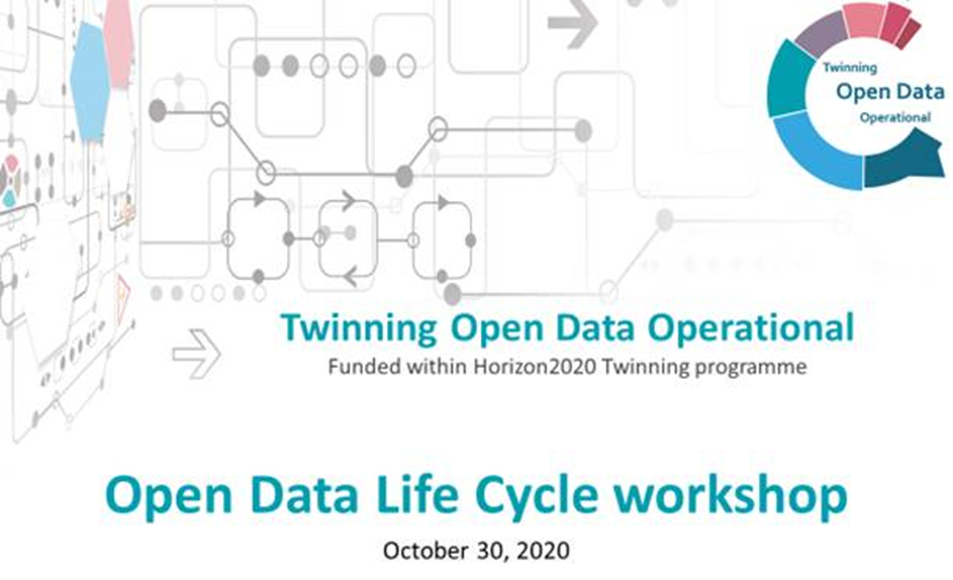 Twinning
Open Data
Operational
Twinning Open Data Operational
Funded within Horizon2020 Twinning programme
Open Data Life Cycle workshop
October 30, 2020